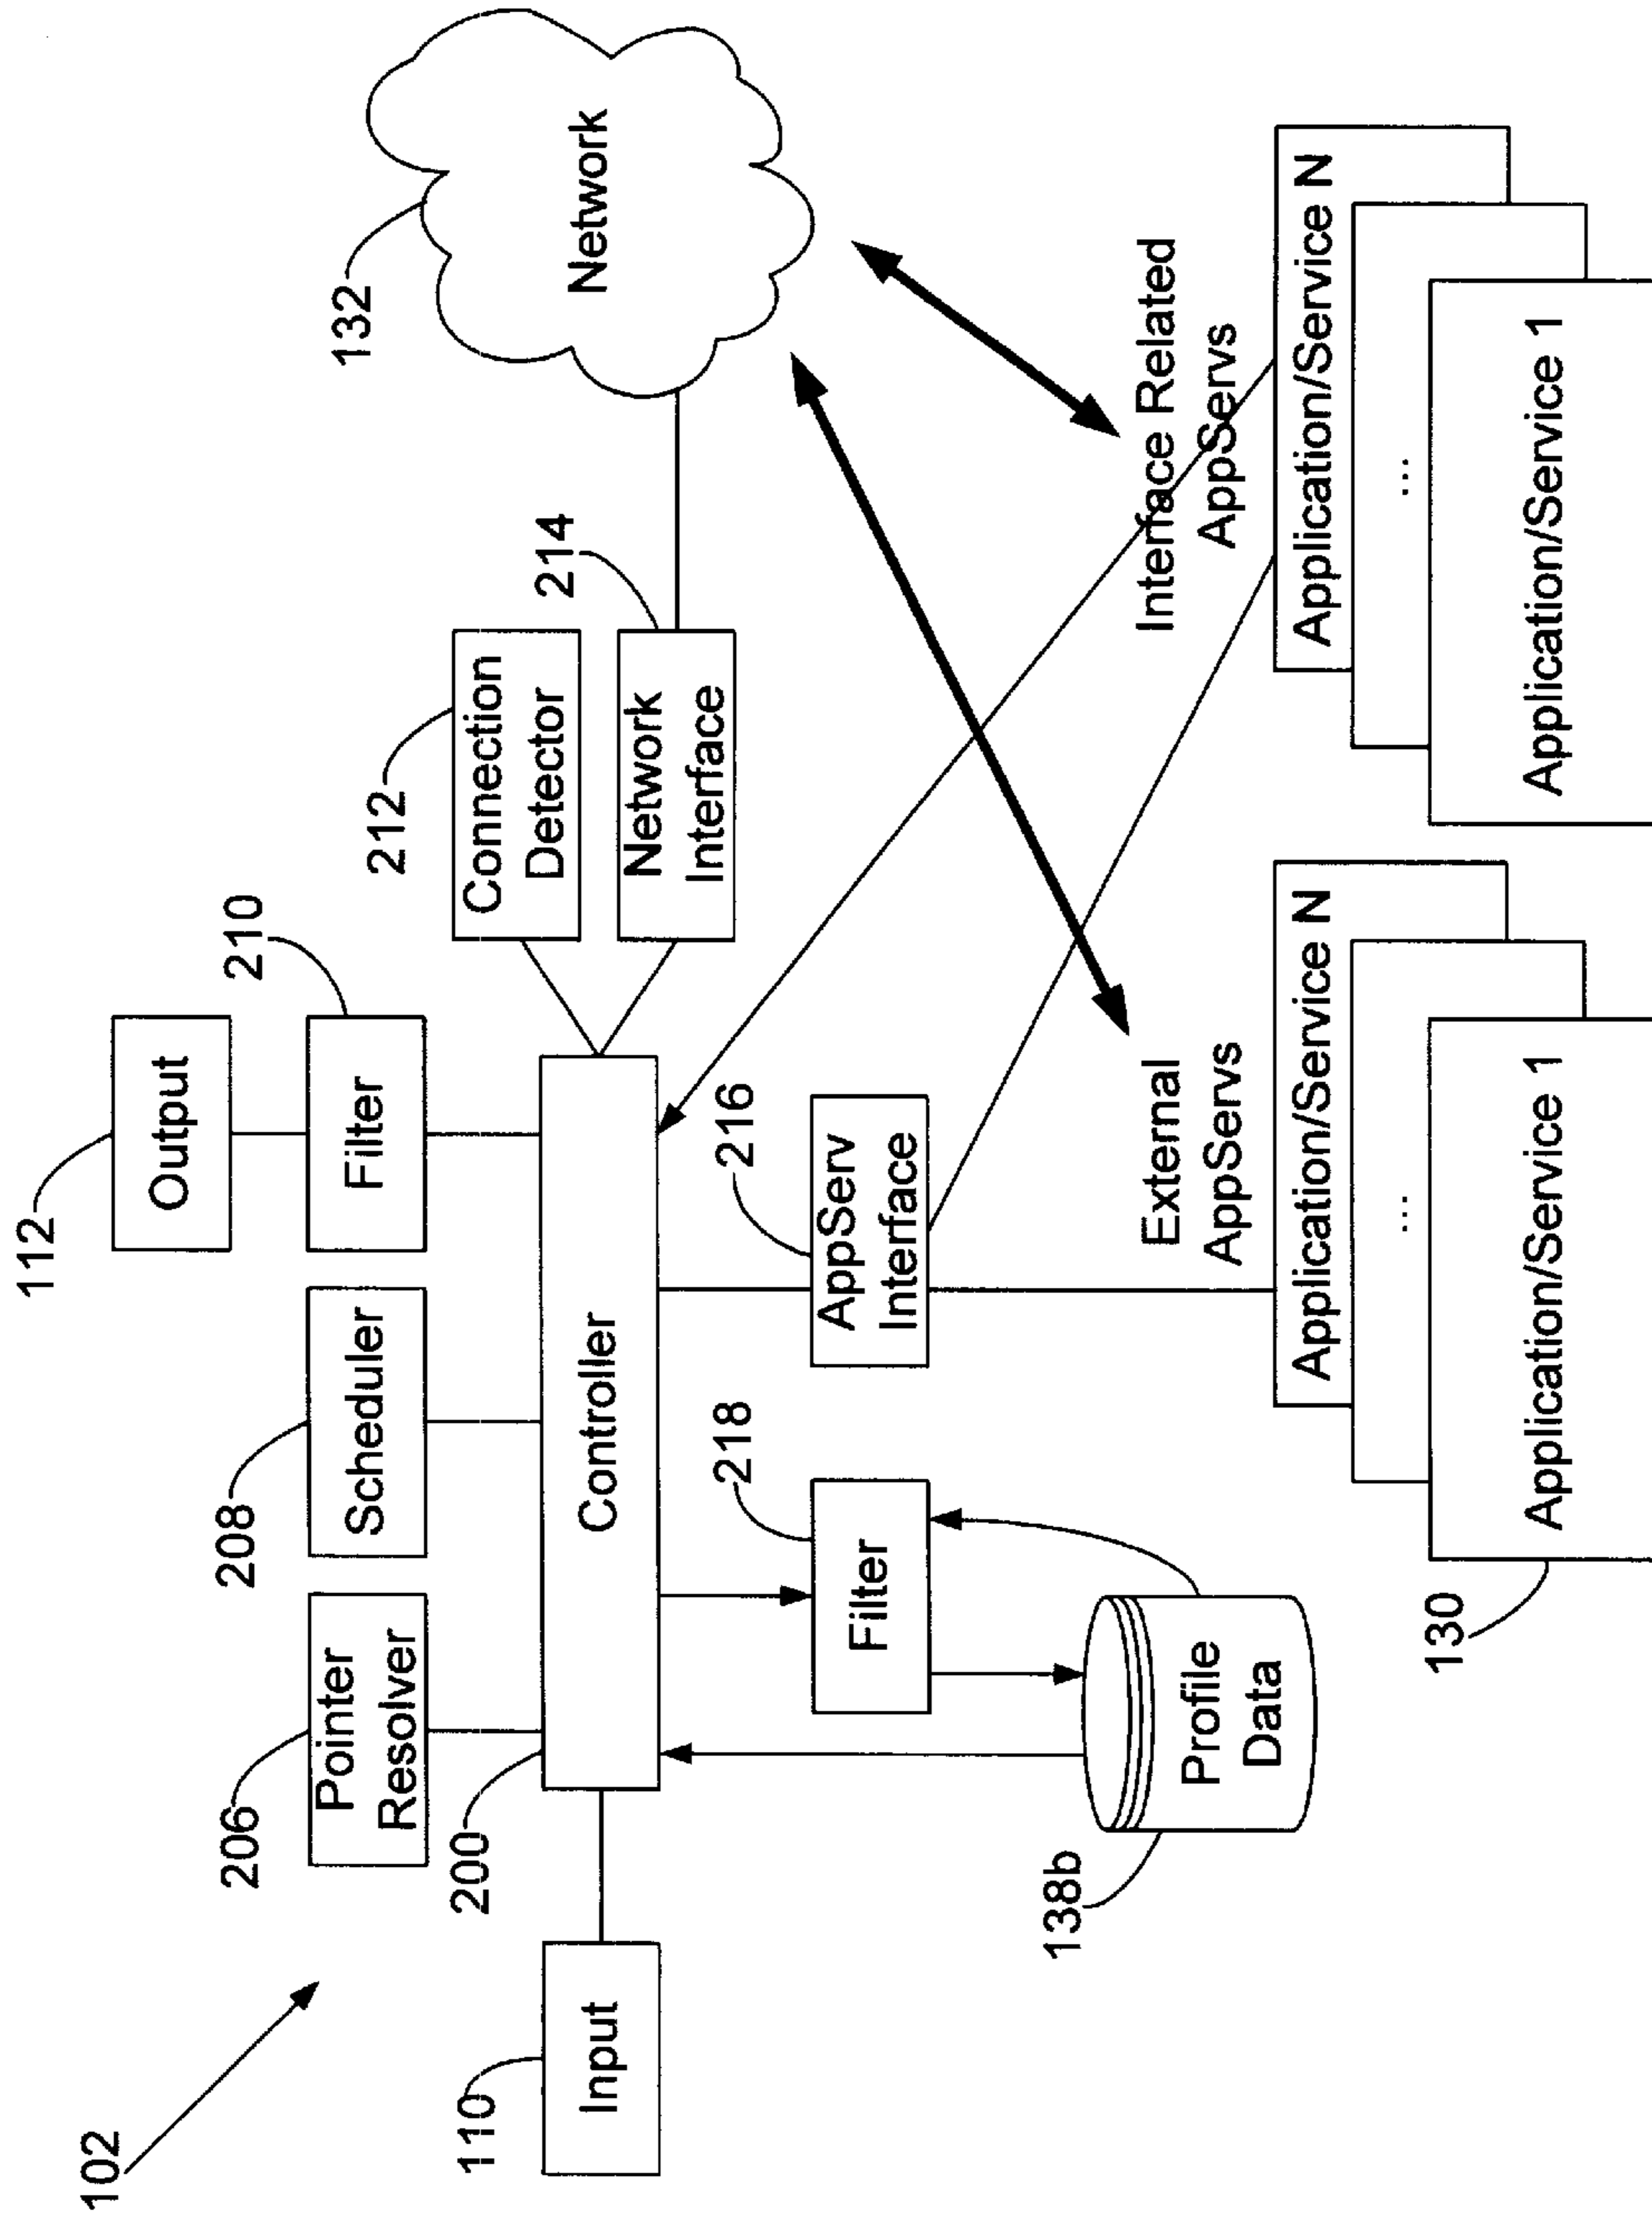 102
112
Output
210
Filter
206
Pointer
Resolver
208
Scheduler
132
Network
212
Connection
Detector
214
Network
Interface
110
Input
200
Controller
218
Filter
216
AppServ
Interface
138b
Profile
Data
External
AppServs
Interface Related
AppServs
Application/Service N
...
Application/Service 1
130
Application/Service N
...
Application/Service 1